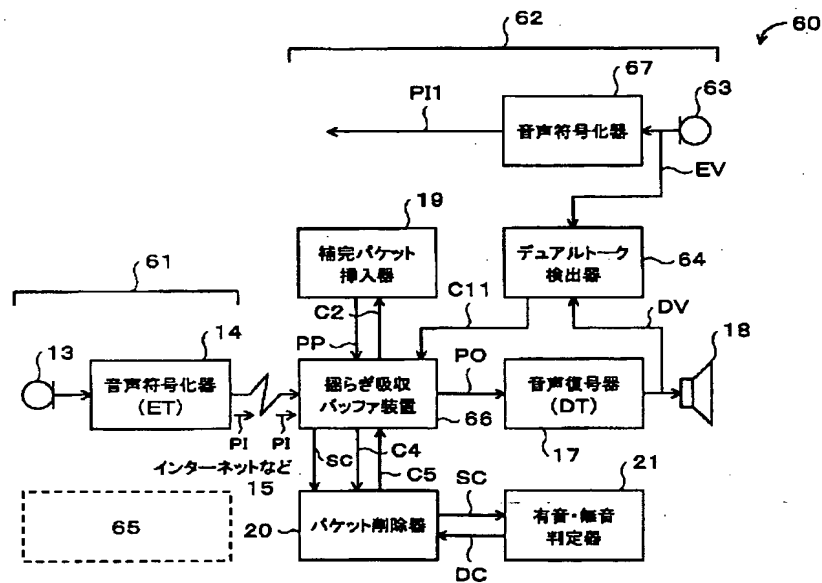 62
60
67
63
PI1
音声符号化器
EV
19
補完パケット
挿入器
デュアルトーク
検出器
64
61
C2
C11
DV
18
13
14
PP
PO
音声符号化器
(ET)
揺らぎ吸収
バッファ装置
音声復号器
(DT)
PI
PI
66
17
インターネットなど
SC
C4
C5
15
21
65
20
パケット削除器
SC
DC
有音・無音
判定器